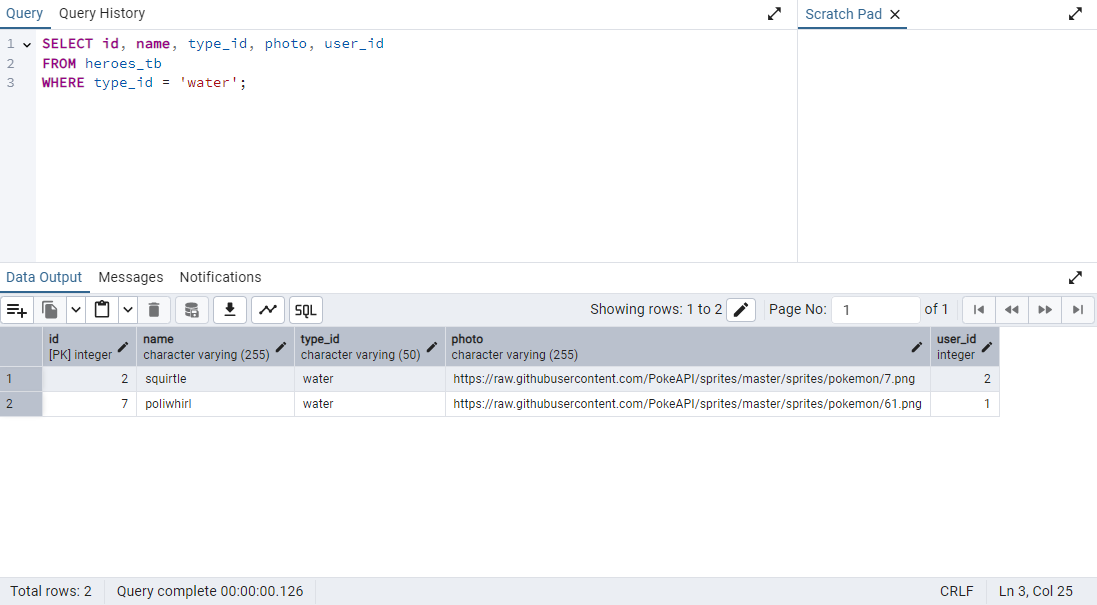 Query Query History
Scratch Pad
1 SELECT id, name, type_id, photo, user_id
2 FROM heroes_tb
3 WHERE type_id = 'water';
Data Output Messages Notifications
SQL Showing rows: 1 to 2 Page No: 1 of 1
id name type_id photo user_id
[PK] integer character varying (255) character varying (50) character varying (255) integer
1 2 squirtle water https://raw.githubusercontent.com/PokeAPI/sprites/master/sprites/pokemon/7.png 2
2 7 poliwhirl water https://raw.githubusercontent.com/PokeAPI/sprites/master/sprites/pokemon/61.png 1
Total rows: 2 Query complete 00:00:00.126 CRLF Ln 3, Col 25